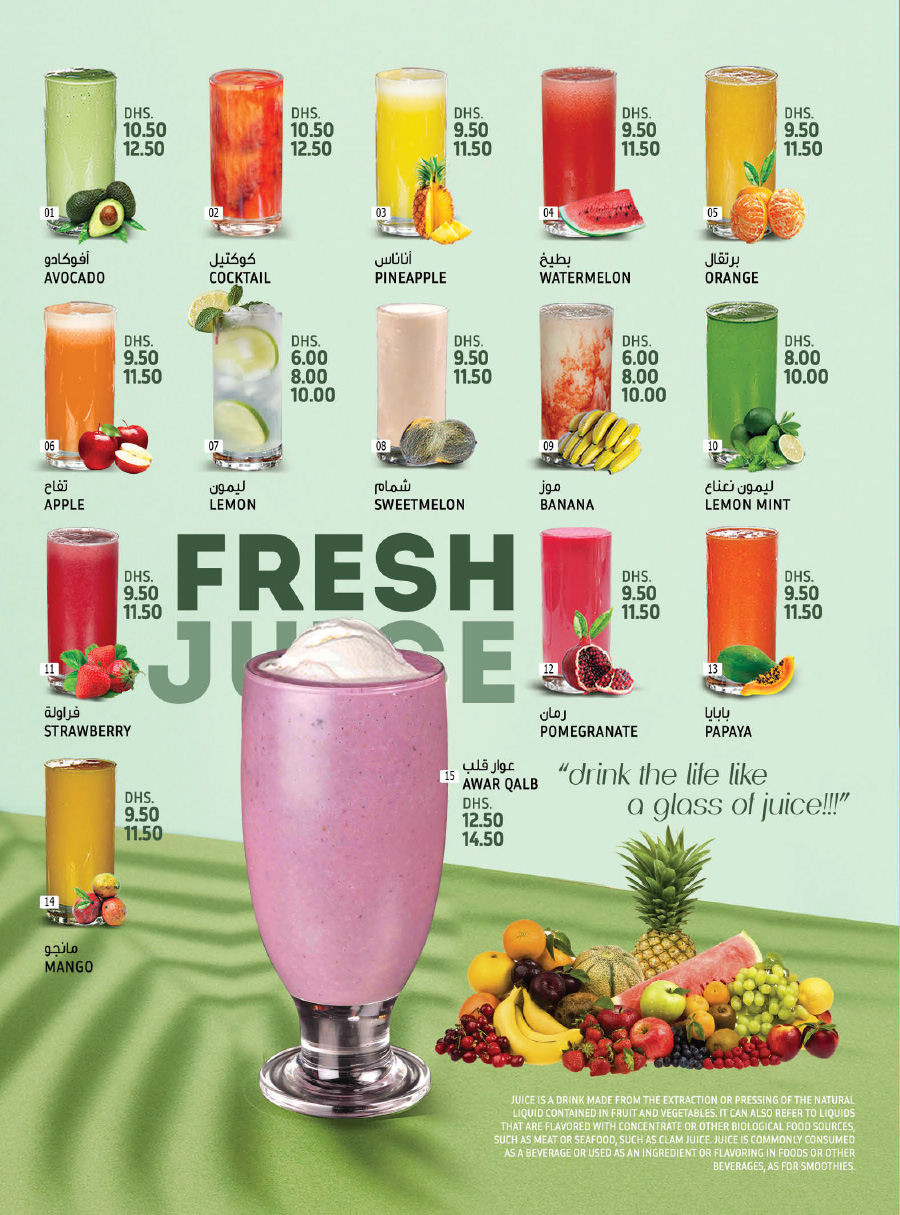 DHS.
10.50
12.50
01
أفوكادو
AVOCADO
DHS.
10.50
12.50
02
كوكتيل
COCKTAIL
DHS.
9.50
11.50
03
أناناس
PINEAPPLE
DHS.
9.50
11.50
04
بطيخ
WATERMELON
DHS.
9.50
11.50
05
برتقال
ORANGE
DHS.
9.50
11.50
06
تفاح
APPLE
DHS.
6.00
8.00
10.00
07
ليمون
LEMON
DHS.
9.50
11.50
08
شمام
SWEETMELON
DHS.
6.00
8.00
10.00
09
موز
BANANA
DHS.
8.00
10.00
10
ليمون نعناع
LEMON MINT
DHS.
9.50
11.50
11
فراولة
STRAWBERRY
FRESH
JUICE
DHS.
9.50
11.50
12
رمان
POMEGRANATE
DHS.
9.50
11.50
13
بابايا
PAPAYA
DHS.
9.50
11.50
14
مانجو
MANGO
15
عوار قلب
AWAR QALB
DHS.
12.50
14.50
“drink the life like
a glass of juice!!!”
JUICE IS A DRINK MADE FROM THE EXTRACTION OR PRESSING OF THE NATURAL
LIQUID CONTAINED IN FRUIT AND VEGETABLES. IT CAN ALSO REFER TO LIQUIDS
THAT ARE FLAVORED WITH CONCENTRATE OR OTHER BIOLOGICAL FOOD SOURCES,
SUCH AS MEAT OR SEAFOOD, SUCH AS CLAM JUICE. JUICE IS COMMONLY CONSUMED
AS A BEVERAGE OR USED AS AN INGREDIENT OR FLAVORING IN FOODS OR OTHER
BEVERAGES, AS FOR SMOOTHIES.